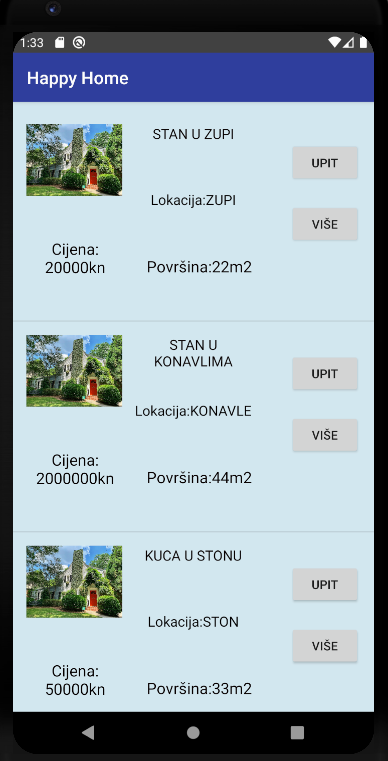 1:33
Happy Home
STAN U ZUPI
UPIT
Lokacija:ZUPI
VIŠE
Cijena:
20000kn
Površina:22m2
STAN U
KONAVLIMA
UPIT
Lokacija:KONAVLE
VIŠE
Cijena:
2000000kn
Površina:44m2
KUCA U STONU
UPIT
Lokacija:STON
VIŠE
Cijena:
50000kn
Površina:33m2